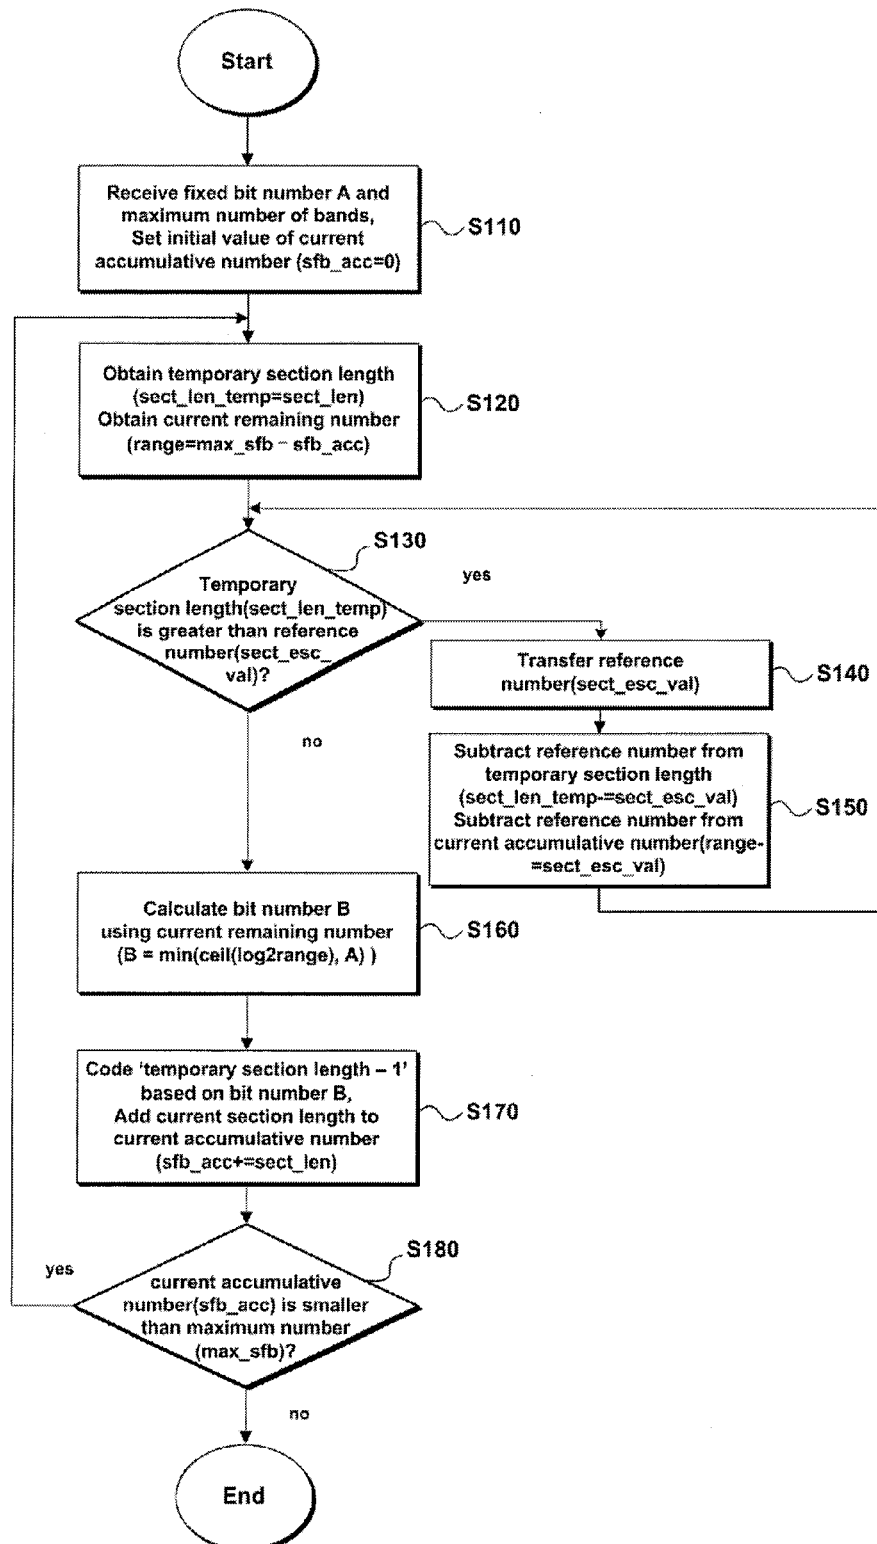 Start
Receive fixed bit number A and
maximum number of bands,
Set initial value of current
accumulative number (sfb_acc=0)
S110
Obtain temporary section length
(sect_len_temp=sect_len)
Obtain current remaining number
(range=max_sfb - sfb_acc)
S120
S130
Temporary
section length(sect_len_temp)
is greater than reference
number(sect_esc_
val)?
yes
no
Transfer reference
number(sect_esc_val)
S140
Subtract reference number from
temporary section length
(sect_len_temp-=sect_esc_val)
Subtract reference number from
current accumulative number(range-
=sect_esc_val)
S150
Calculate bit number B
using current remaining number
(B = min(ceil(log2range), A) )
S160
Code ‘temporary section length – 1’
based on bit number B,
Add current section length to
current accumulative number
(sfb_acc+=sect_len)
S170
S180
yes
current accumulative
number(sfb_acc) is smaller
than maximum number
(max_sfb)?
no
End